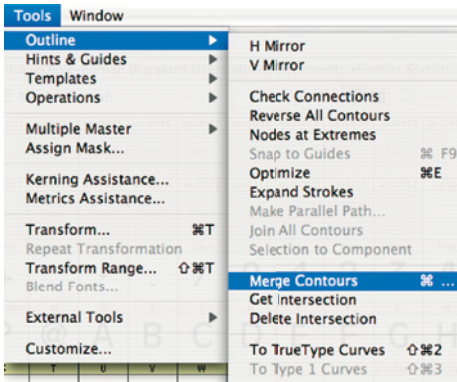 Tools Window
Outline
Hints & Guides
Templates
Operations
Multiple Master
Assign Mask...
Kerning Assistance...
Metrics Assistance...
Transform... ⌘T
Repeat Transformation
Transform Range... ⇧⌘T
Blend Fonts...
External Tools
Customize...
H Mirror
V Mirror
Check Connections
Reverse All Contours
Nodes at Extremes
Snap to Guides ⌘ F9
Optimize ⌘E
Expand Strokes
Make Parallel Path...
Join All Contours
Selection to Component
Merge Contours ⌘ ...
Get Intersection
Delete Intersection
To TrueType Curves ⇧⌘2
To Type 1 Curves ⇧⌘3
@ A B C D E F G H
T U V W